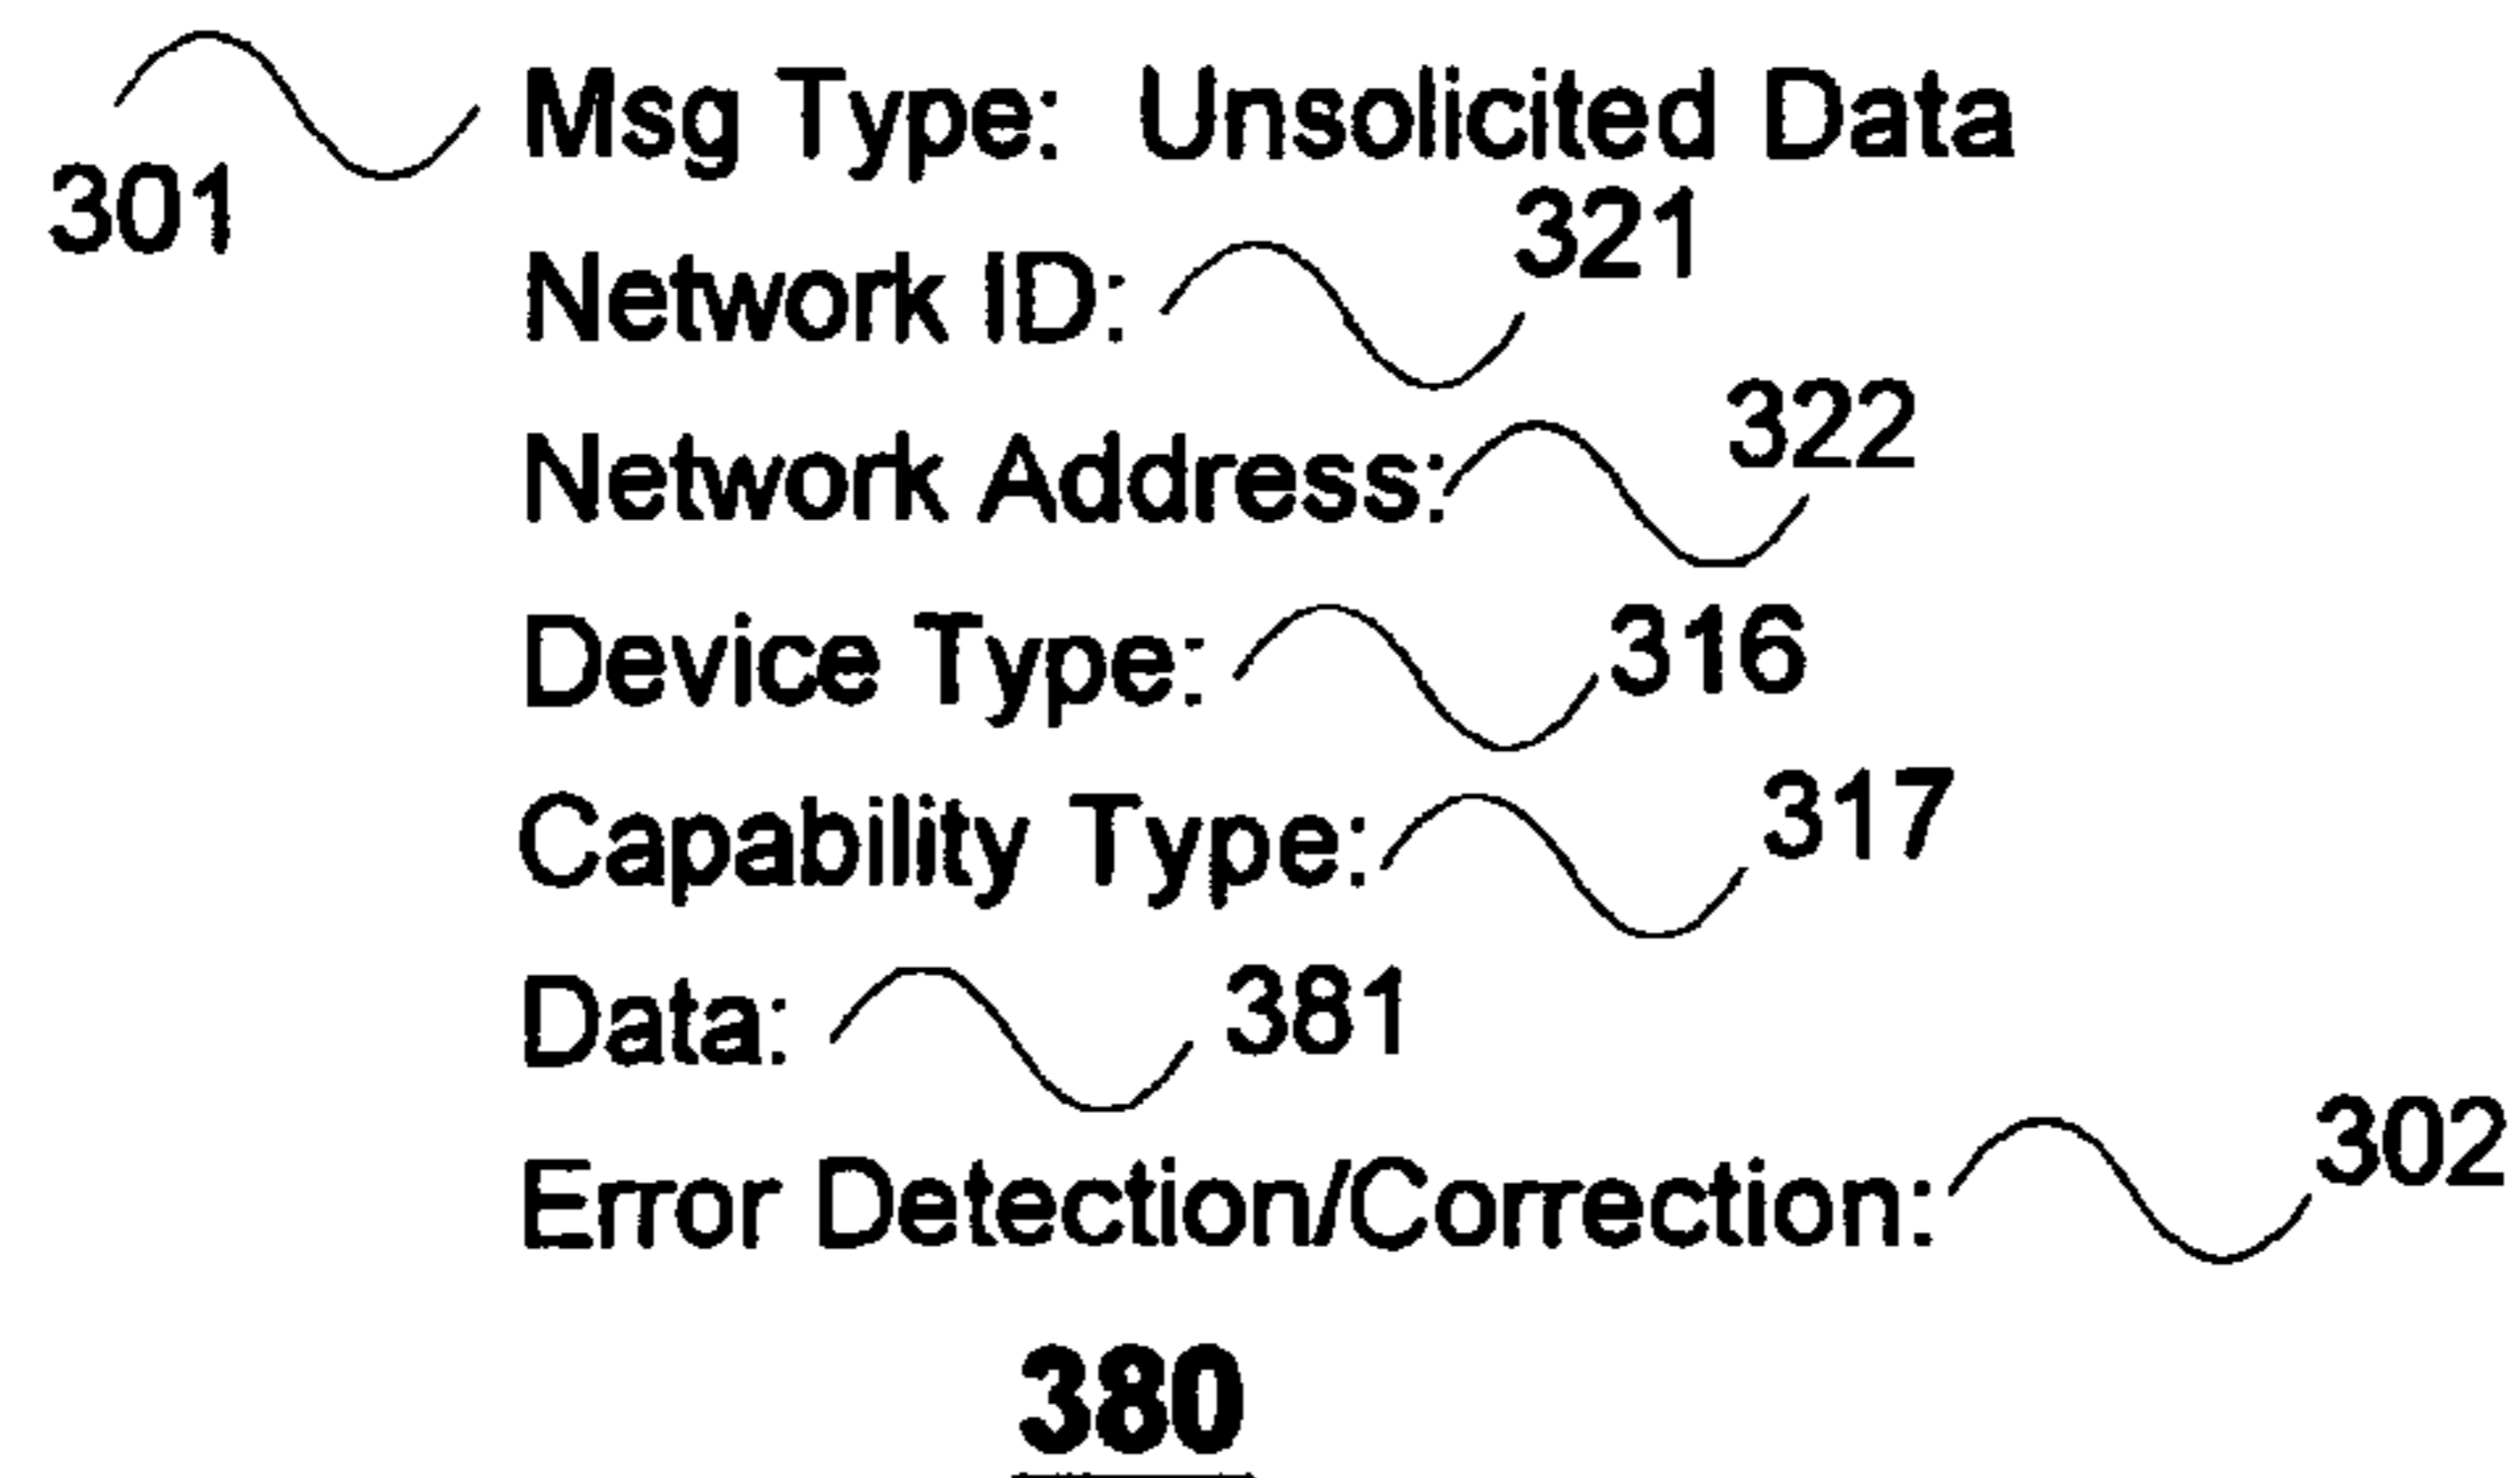 Msg Type: Unsolicited Data
301
321
Network ID:
322
Network Address:
Device Type: 316
Capability Type: 317
Data: 381
Error Detection/Correction: 302
380